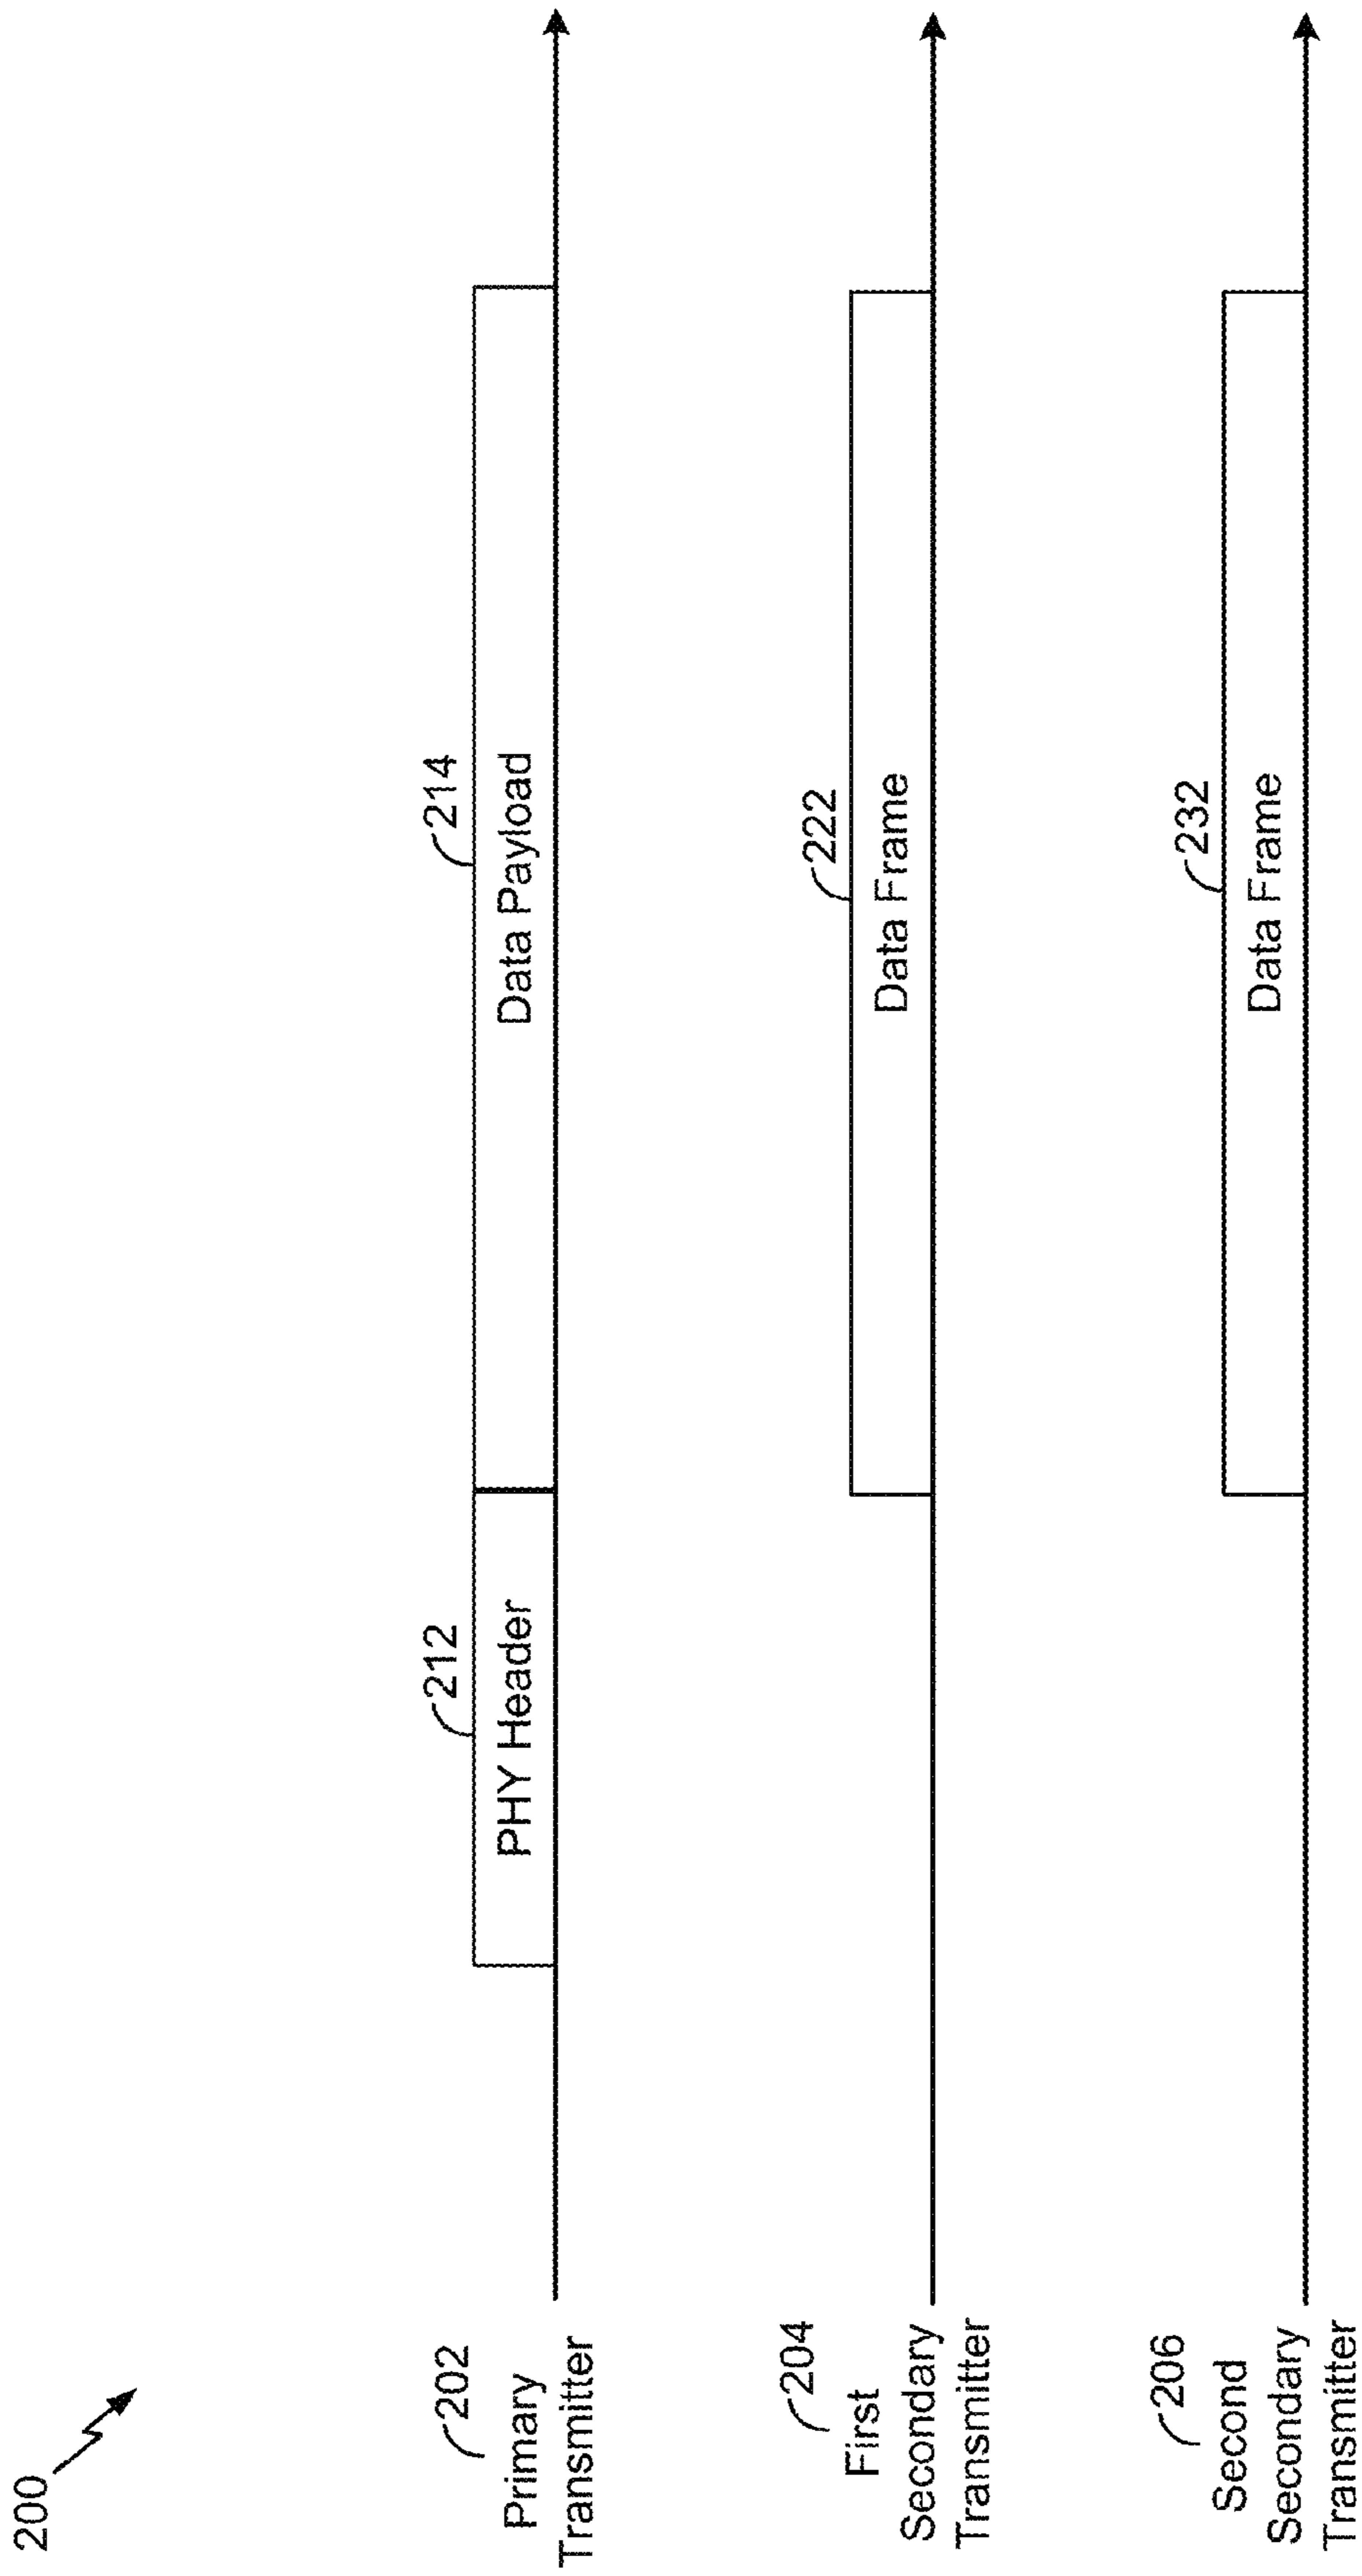 200
202
Primary
Transmitter
212
PHY Header
214
Data Payload
204
First
Secondary
Transmitter
222
Data Frame
206
Second
Secondary
Transmitter
232
Data Frame